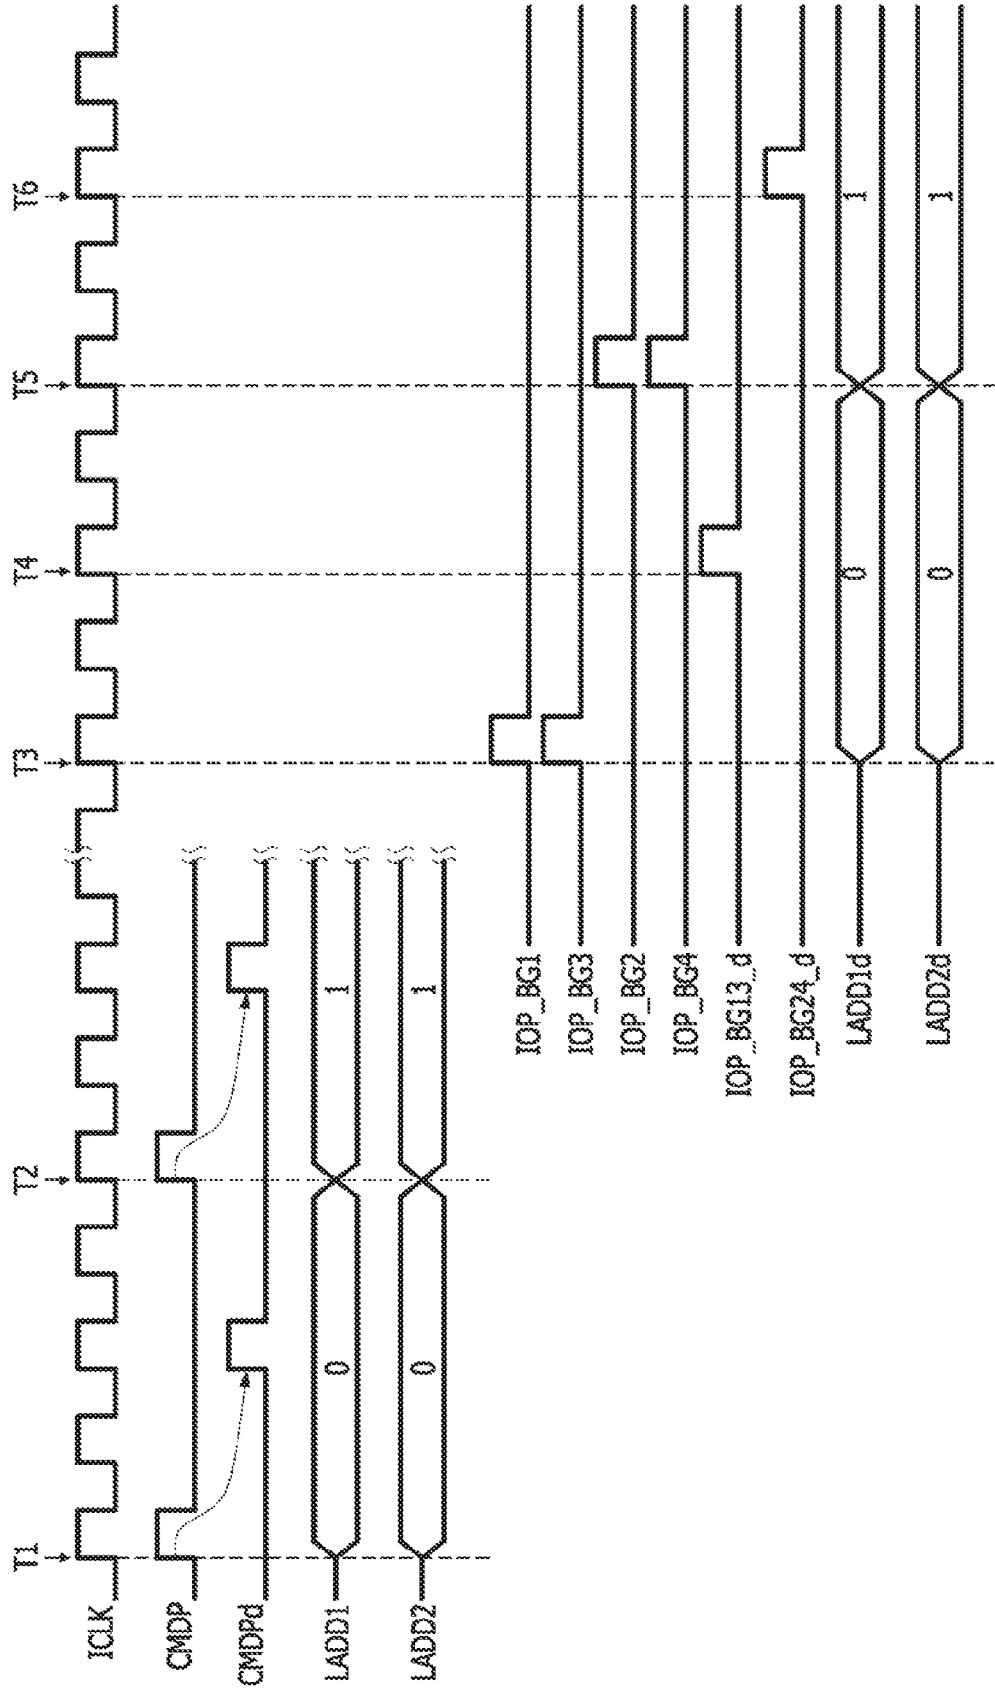 T1
T2
T3
T4
T5
T6
ICLK
CMDP
CMDPd
LADD1
0
1
LADD2
0
1
IOP_BG1
IOP_BG3
IOP_BG2
IOP_BG4
IOP_BG13_d
IOP_BG24_d
LADD1d
0
1
LADD2d
0
1